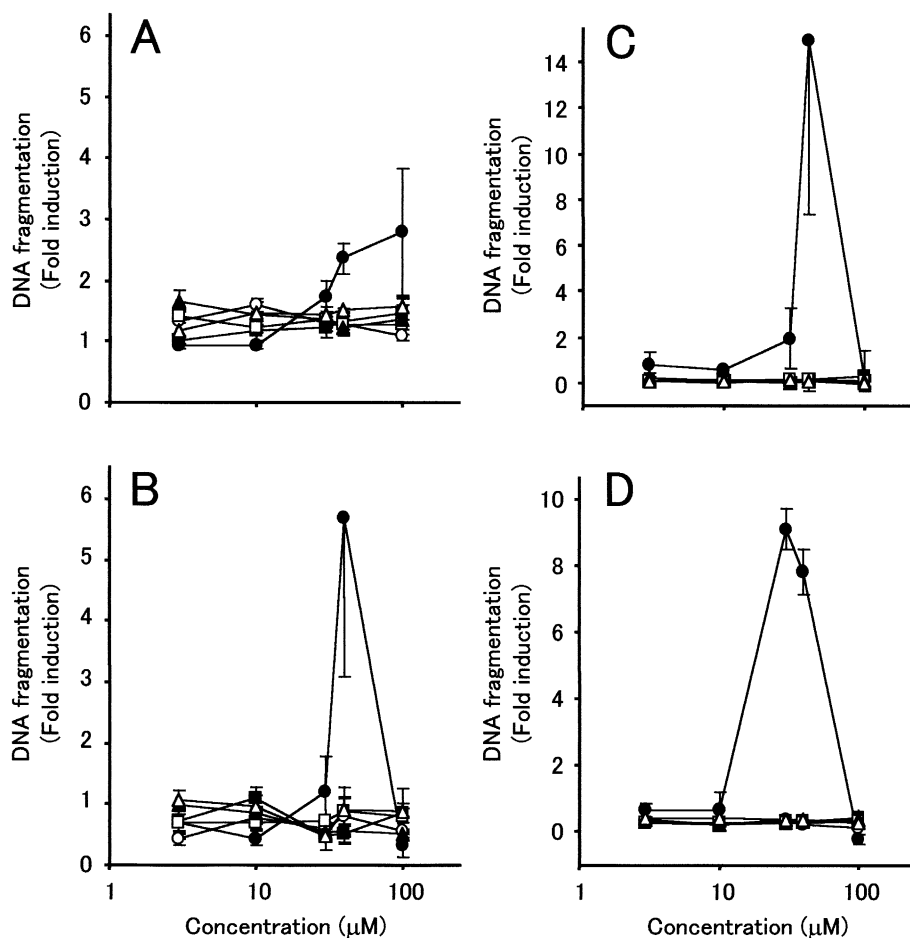 A
DNA fragmentation
(Fold induction)
6
5
4
3
2
1
0
C
DNA fragmentation
(Fold induction)
14
12
10
8
6
4
2
0
B
DNA fragmentation
(Fold induction)
6
5
4
3
2
1
0
1
10
100
Concentration (μM)
D
DNA fragmentation
(Fold induction)
10
8
6
4
2
0
1
10
100
Concentration (μM)